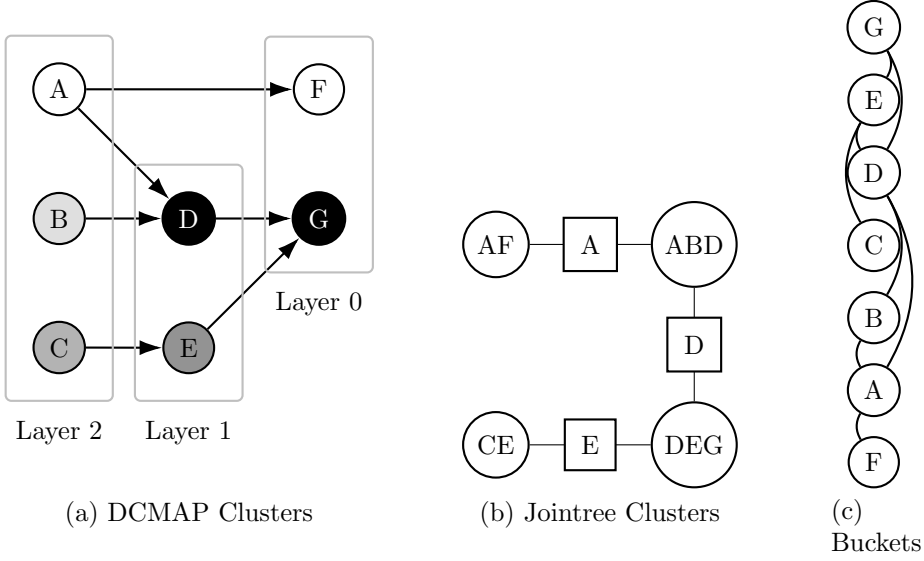 A
F
B
D
G
C
E
Layer 0
Layer 2
Layer 1
(a) DCMAP Clusters
AF
A
ABD
D
CE
E
DEG
(b) Jointree Clusters
G
E
D
C
B
A
F
(c)
Buckets